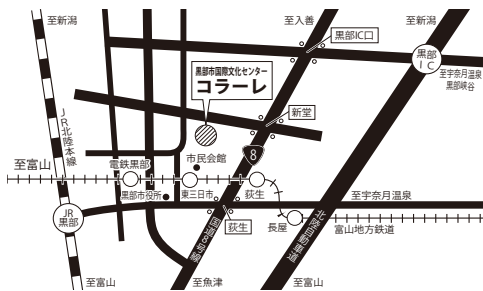 至新潟
至入善
至新潟
黒部IC口
黒部
IC
至宇奈月温泉
黒部峡谷
黒部市国際文化センター
コラーレ
新堂
JR北陸本線
8
市民会館
電鉄黒部
至富山
黒部市役所
東三日市
荻生
至宇奈月温泉
JR
黒部
荻生
長屋
富山地方鉄道
国道8号線
北陸自動車道
至富山
至魚津
至富山